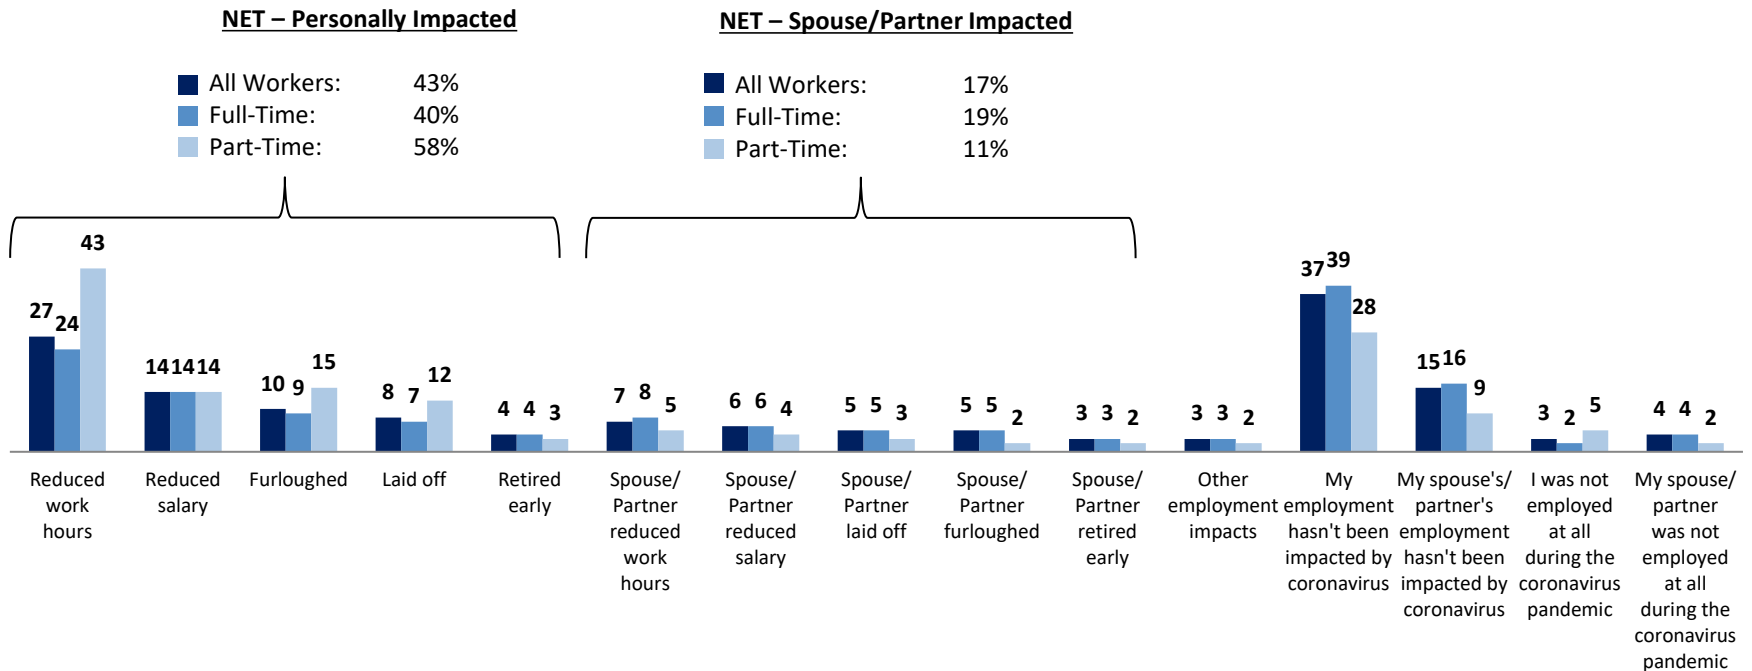 NET – Personally Impacted
All Workers: 43%
Full-Time: 40%
Part-Time: 58%
NET – Spouse/Partner Impacted
All Workers: 17%
Full-Time: 19%
Part-Time: 11%
27 24 43
14 14 14
10 9 15
8 7 12
4 4 3
7 8 5
6 6 4
5 5 3
5 5 2
3 3 2
3 3 2
37 39 28
15 16 9
3 2 5
4 4 2
Reduced
work
hours
Reduced
salary
Furloughed
Laid off
Retired
early
Spouse/
Partner
reduced
work
hours
Spouse/
Partner
reduced
salary
Spouse/
Partner
laid off
Spouse/
Partner
furloughed
Spouse/
Partner
retired
early
Other
employment
impacts
My
employment
hasn't been
impacted by
coronavirus
My spouse's/
partner's
employment
hasn't been
impacted by
coronavirus
I was not
employed
at all
during the
coronavirus
pandemic
My spouse/
partner
was not
employed
at all
during the
coronavirus
pandemic